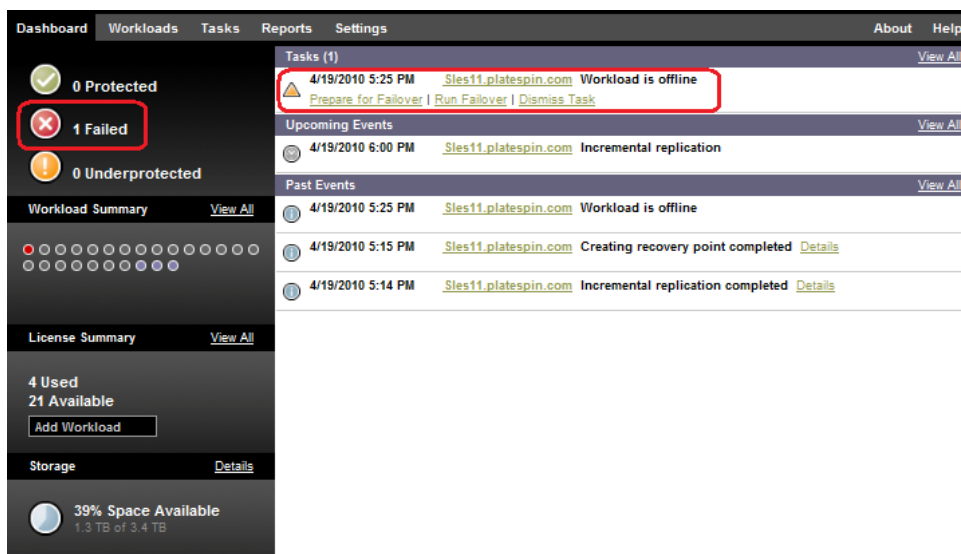 Dashboard Workloads Tasks Reports Settings About Help
0 Protected
1 Failed
0 Underprotected
Workload Summary View All
License Summary View All
4 Used
21 Available
Add Workload
Storage Details
39% Space Available
1.3 TB of 3.4 TB
Tasks (1) View All
4/19/2010 5:25 PM Sles11.platespin.com Workload is offline
Prepare for Failover | Run Failover | Dismiss Task
Upcoming Events View All
4/19/2010 6:00 PM Sles11.platespin.com Incremental replication
Past Events View All
4/19/2010 5:25 PM Sles11.platespin.com Workload is offline
4/19/2010 5:15 PM Sles11.platespin.com Creating recovery point completed Details
4/19/2010 5:14 PM Sles11.platespin.com Incremental replication completed Details